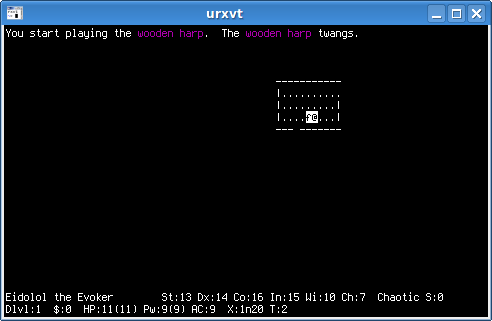 urxvt
You start playing the wooden harp.  The wooden harp twangs.
-----------
|..........
|.........|
|....f@...|
--- -------
Eidolol the Evoker        St:13 Dx:14 Co:16 In:15 Wi:10 Ch:7  Chaotic S:0
Dlvl:1  $:0  HP:11(11) Pw:9(9) AC:9  X:1n20 T:2